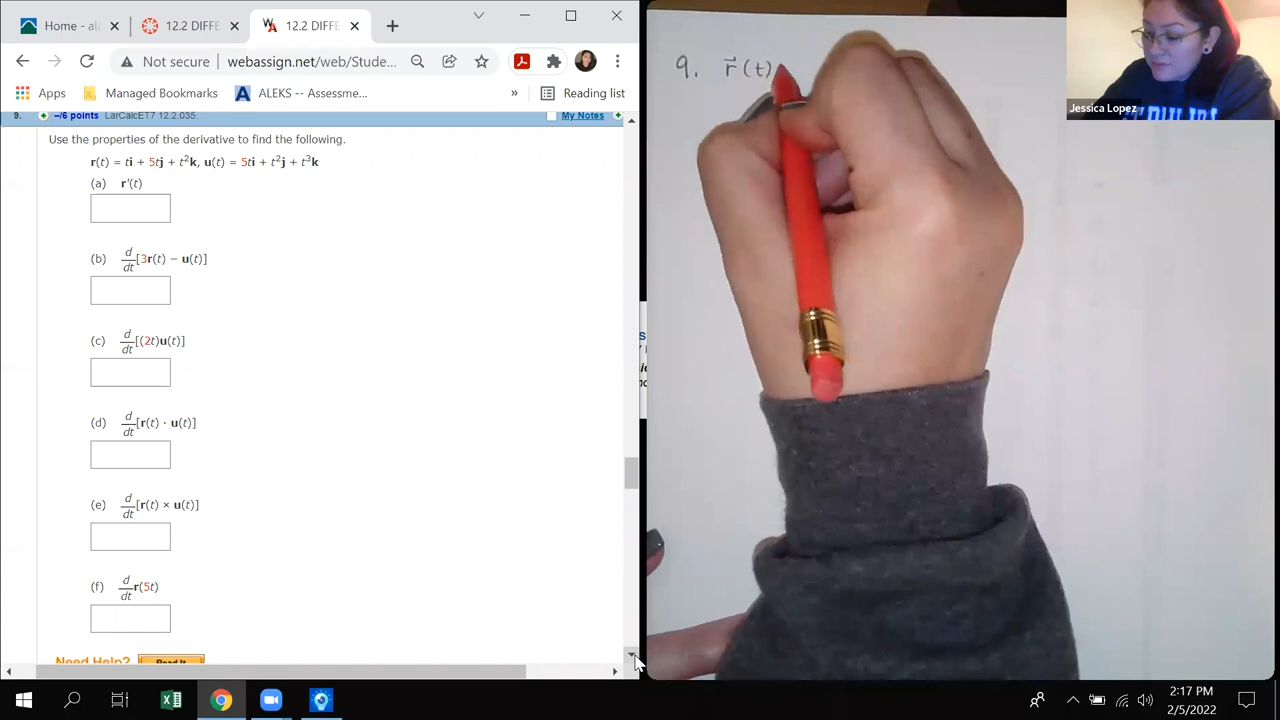 Home - ala
12.2 DIFFE
12.2 DIFFE
Not secure
webassign.net/web/Stude...
Apps
Managed Bookmarks
ALEKS -- Assessme...
»
Reading list
9.
–/6 points
LarCalcET7 12.2.035.
My Notes
Use the properties of the derivative to find the following.
r(t) = ti + 5tj + t²k, u(t) = 5ti + t²j + t³k
(a) r'(t)
(b) d/dt[3r(t) − u(t)]
(c) d/dt[(2t)u(t)]
(d) d/dt[r(t) · u(t)]
(e) d/dt[r(t) × u(t)]
(f) d/dt r(5t)
Need Help?
Read It
9. r⃗(t)
Jessica Lopez
2:17 PM
2/5/2022